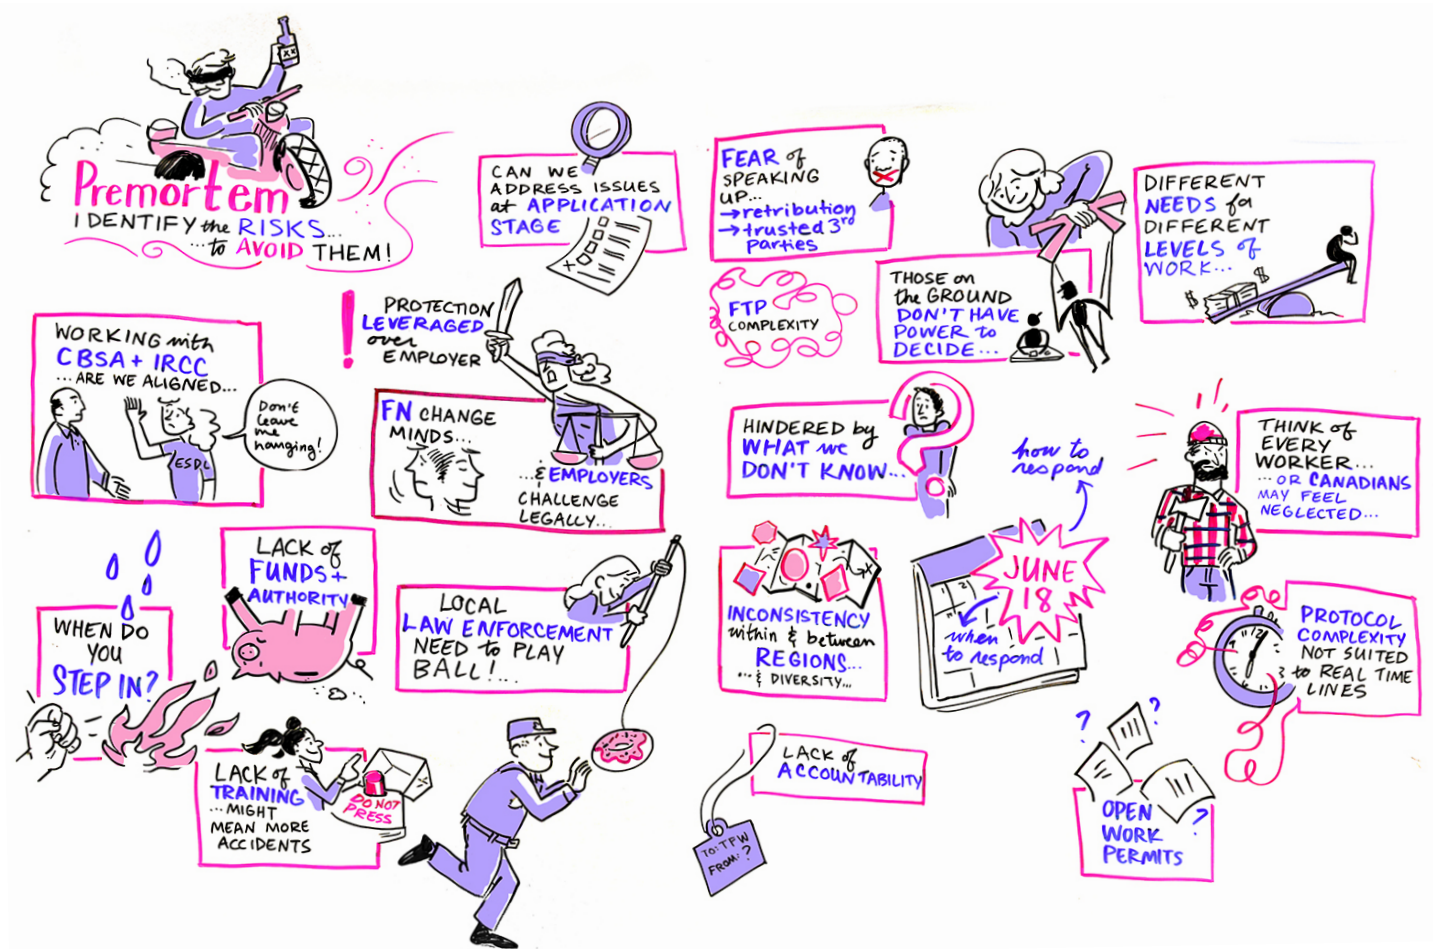 XX
Premortem
IDENTIFY the RISKS...
...to AVOID THEM!
CAN WE
ADDRESS ISSUES
at APPLICATION
STAGE
FEAR of
SPEAKING
UP...
→retribution
→trusted 3rd
parties
DIFFERENT
NEEDS for
DIFFERENT
LEVELS of
WORK...
$
$
WORKING with
CBSA + IRCC
...ARE WE ALIGNED...
Don't
leave
me
hanging!
ESDC
! PROTECTION
LEVERAGED
over
EMPLOYER
FN CHANGE
MINDS...
...& EMPLOYERS
CHALLENGE
LEGALLY...
FTP
COMPLEXITY
THOSE on
the GROUND
DON'T HAVE
POWER to
DECIDE...
HINDERED by
WHAT we
DON'T KNOW...
?
how to
respond
JUNE
18
when
to respond
THINK of
EVERY
WORKER...
...OR CANADIANS
MAY FEEL
NEGLECTED...
WHEN DO
YOU
STEP IN?
LACK of
FUNDS +
AUTHORITY
LOCAL
LAW ENFORCEMENT
NEED to PLAY
BALL!...
INCONSISTENCY
within & between
REGIONS...
...& DIVERSITY...
12
3
PROTOCOL
COMPLEXITY
NOT SUITED
to REAL TIME
LINES
LACK of
TRAINING
...MIGHT
MEAN MORE
ACCIDENTS
DO NOT
PRESS
LACK of
ACCOUNTABILITY
TO: TFW
FROM: ?
?
?
?
OPEN
WORK
PERMITS